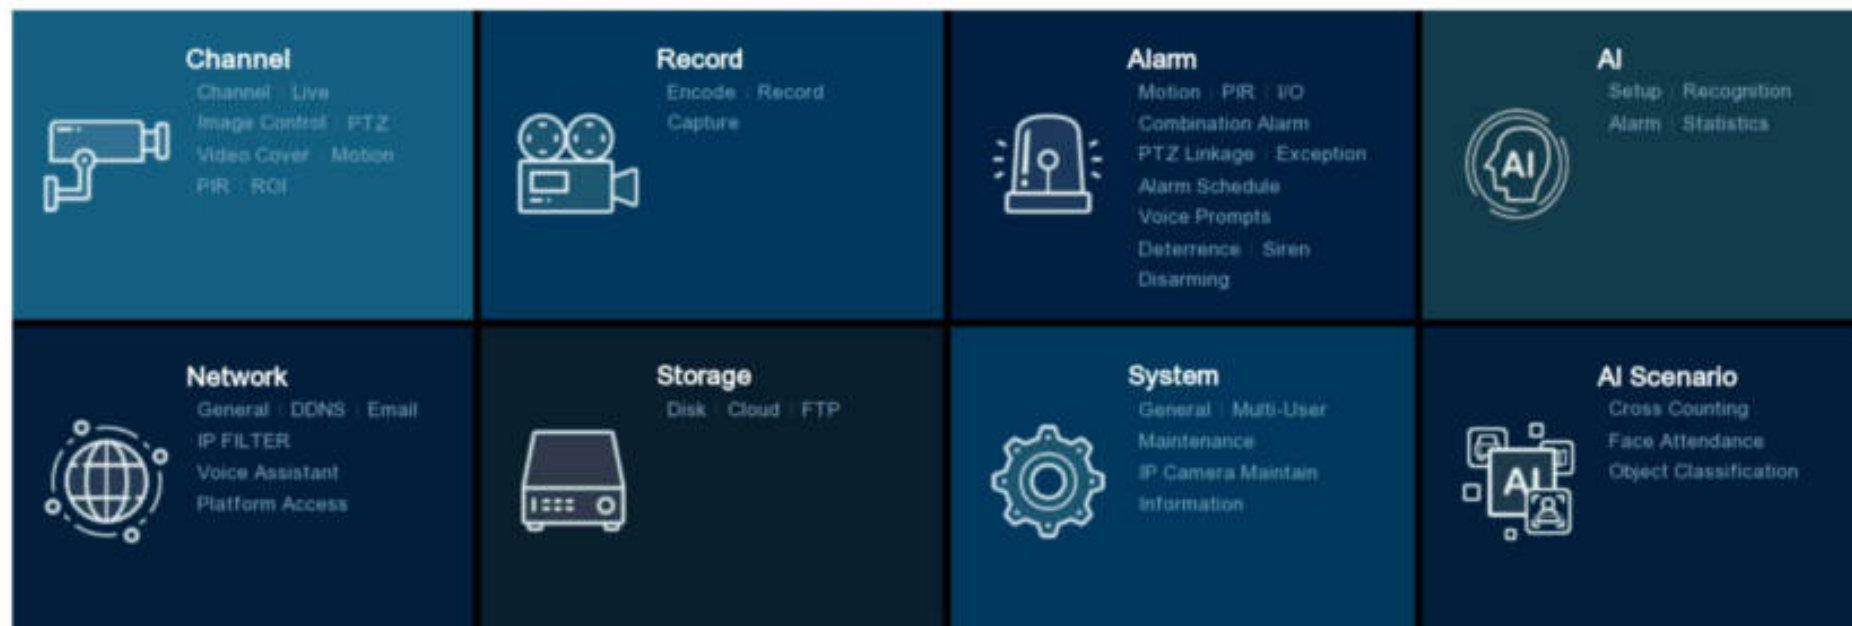 Channel
Channel | Live
Image Control | PTZ
Video Cover | Motion
PIR | ROI
Record
Encode | Record
Capture
Alarm
Motion | PIR | I/O
Combination Alarm
PTZ Linkage | Exception
Alarm Schedule
Voice Prompts
Deterrence | Siren
Disarming
AI
Setup | Recognition
Alarm | Statistics
AI
Network
General | DDNS | Email
IP FILTER
Voice Assistant
Platform Access
Storage
Disk | Cloud | FTP
System
General | Multi-User
Maintenance
IP Camera Maintain
Information
AI Scenario
Cross Counting
Face Attendance
Object Classification
AI